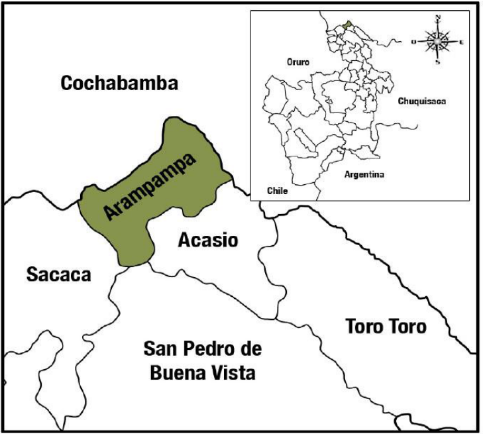 Cochabamba
Arampampa
Acasio
Sacaca
San Pedro de
Buena Vista
Toro Toro
Oruro
Chuquisaca
Argentina
Chile
N
O
E
S